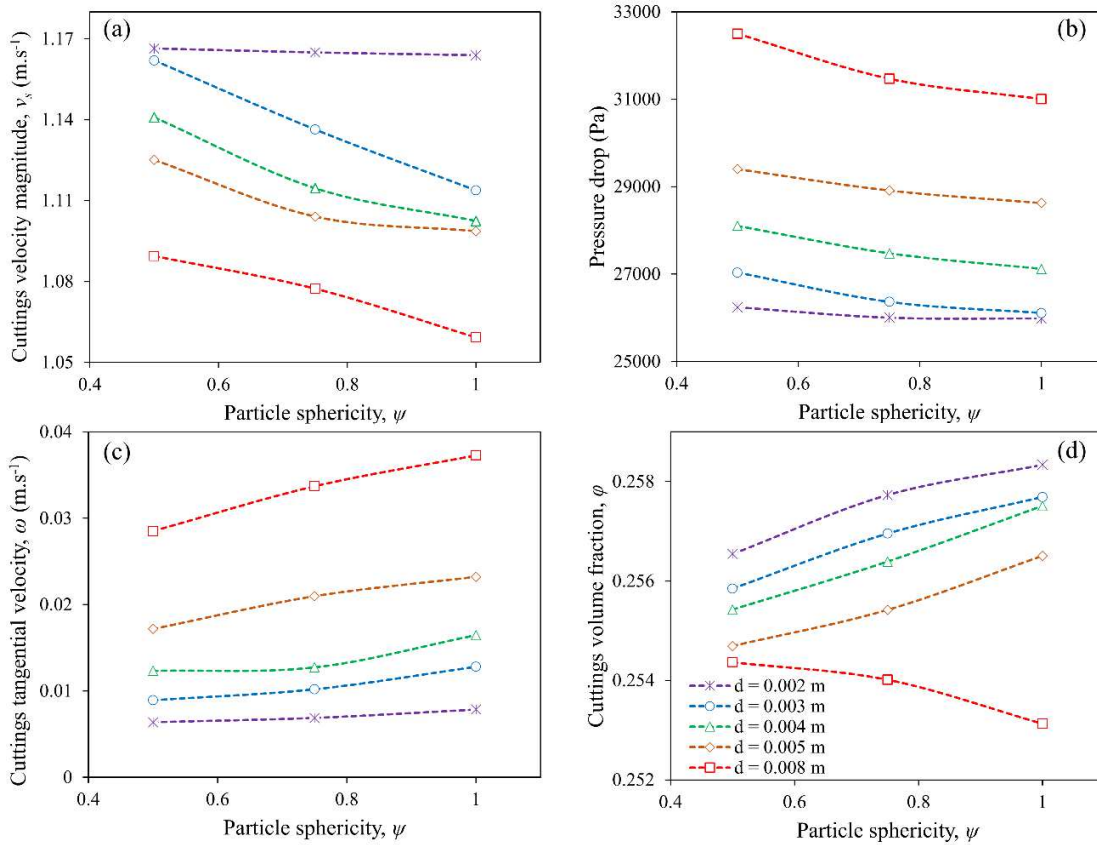 (a)
Cuttings velocity magnitude, vₛ (m.s⁻¹)
1.17
1.14
1.11
1.08
1.05
0.4
0.6
0.8
1
Particle sphericity, ψ
(b)
Pressure drop (Pa)
33000
31000
29000
27000
25000
0.4
0.6
0.8
1
Particle sphericity, ψ
(c)
Cuttings tangential velocity, ω (m.s⁻¹)
0.04
0.03
0.02
0.01
0
0.4
0.6
0.8
1
Particle sphericity, ψ
(d)
Cuttings volume fraction, φ
0.258
0.256
0.254
0.252
d = 0.002 m
d = 0.003 m
d = 0.004 m
d = 0.005 m
d = 0.008 m
0.4
0.6
0.8
1
Particle sphericity, ψ